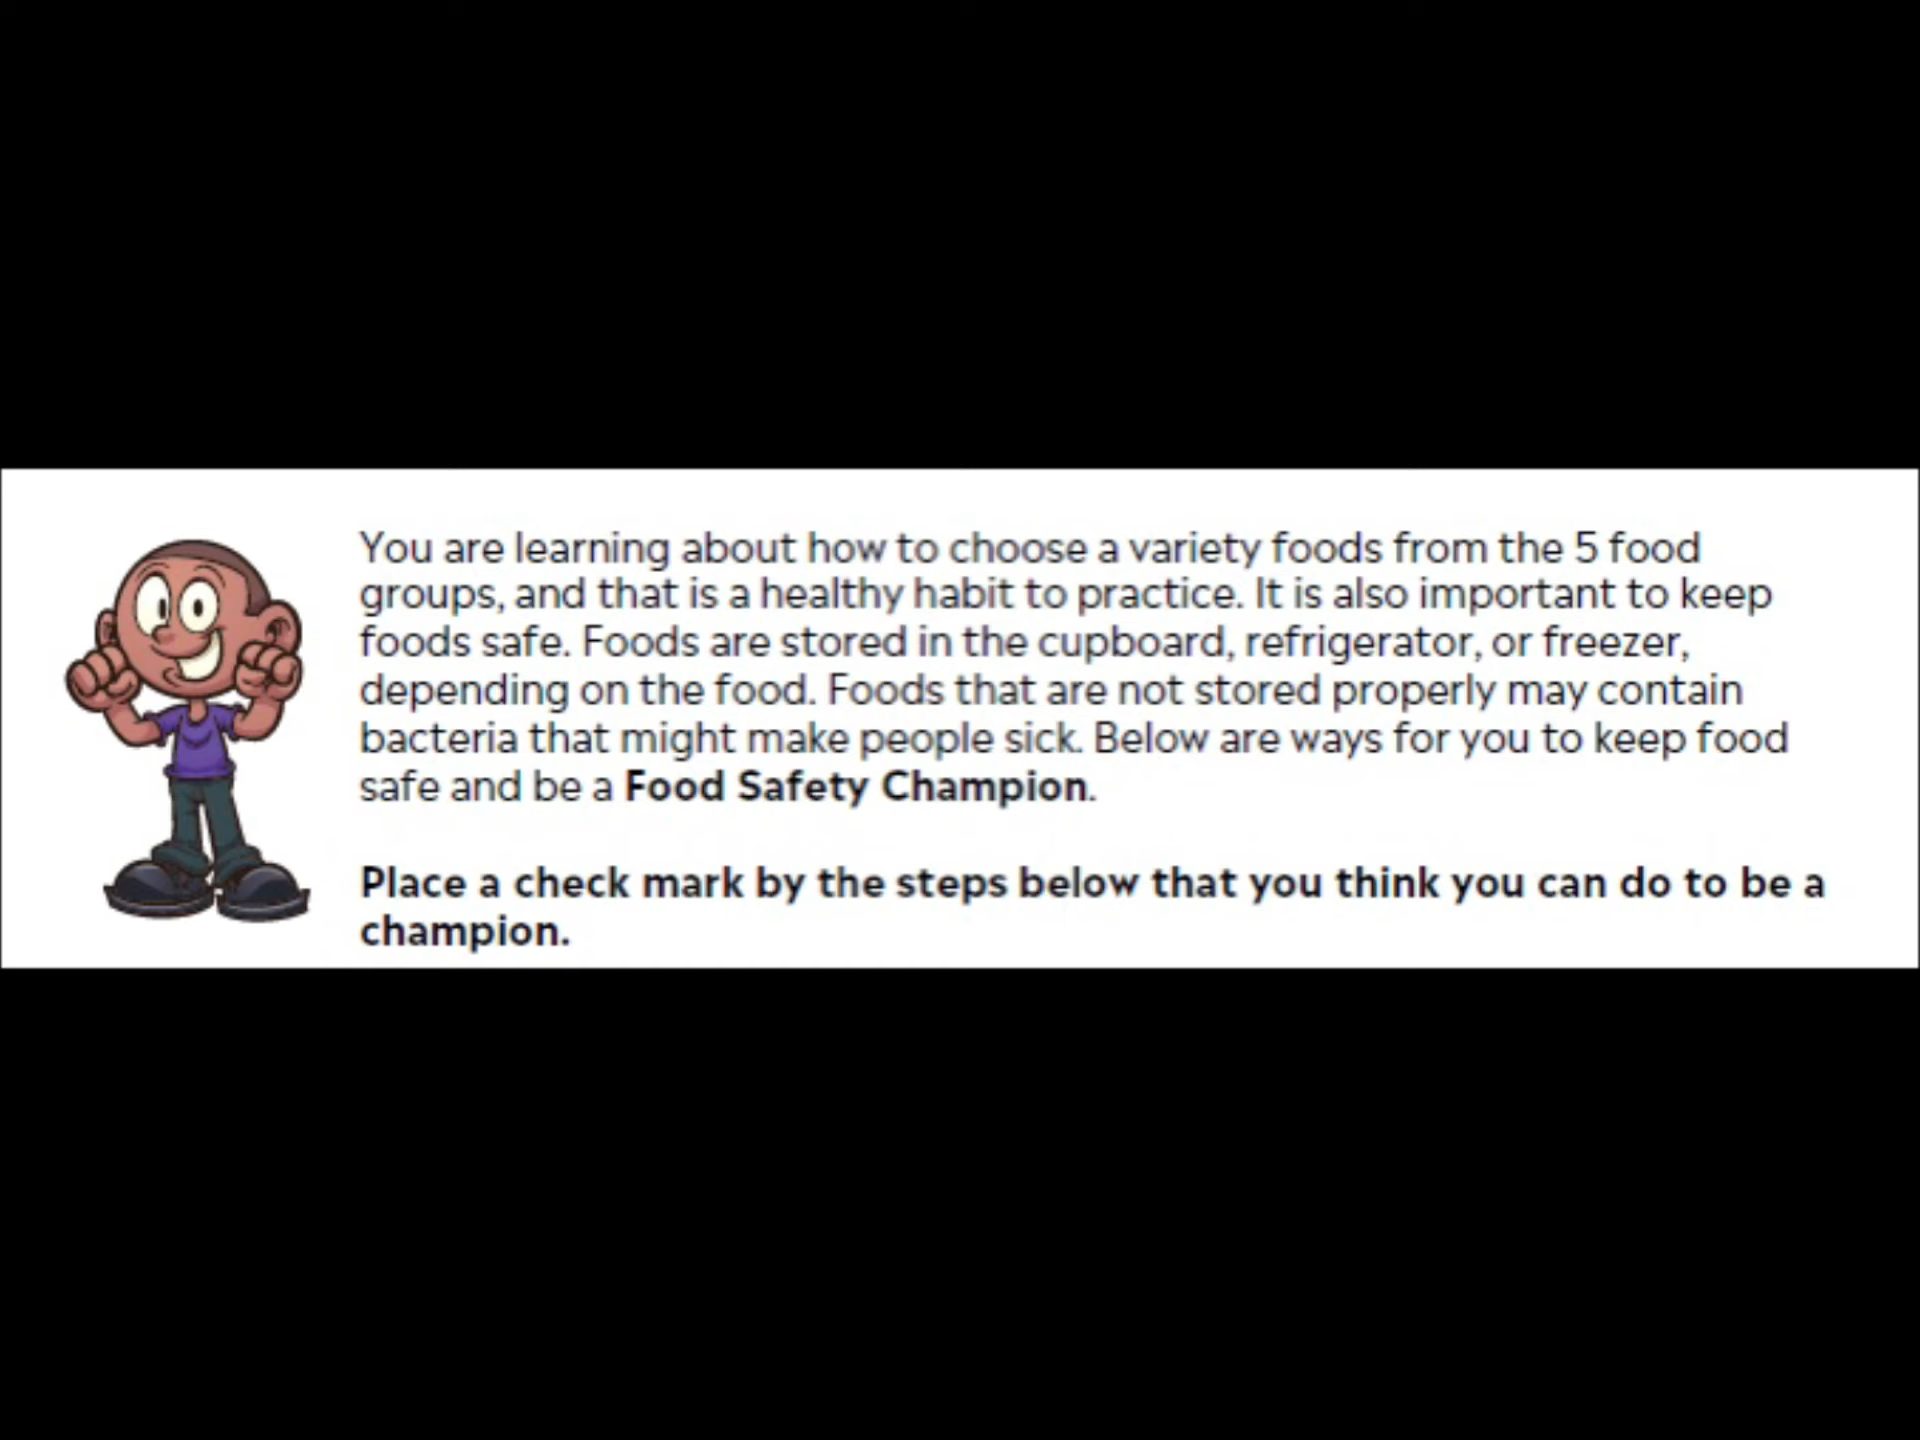 You are learning about how to choose a variety foods from the 5 food
groups, and that is a healthy habit to practice. It is also important to keep
foods safe. Foods are stored in the cupboard, refrigerator, or freezer,
depending on the food. Foods that are not stored properly may contain
bacteria that might make people sick. Below are ways for you to keep food
safe and be a Food Safety Champion.
Place a check mark by the steps below that you think you can do to be a
champion.